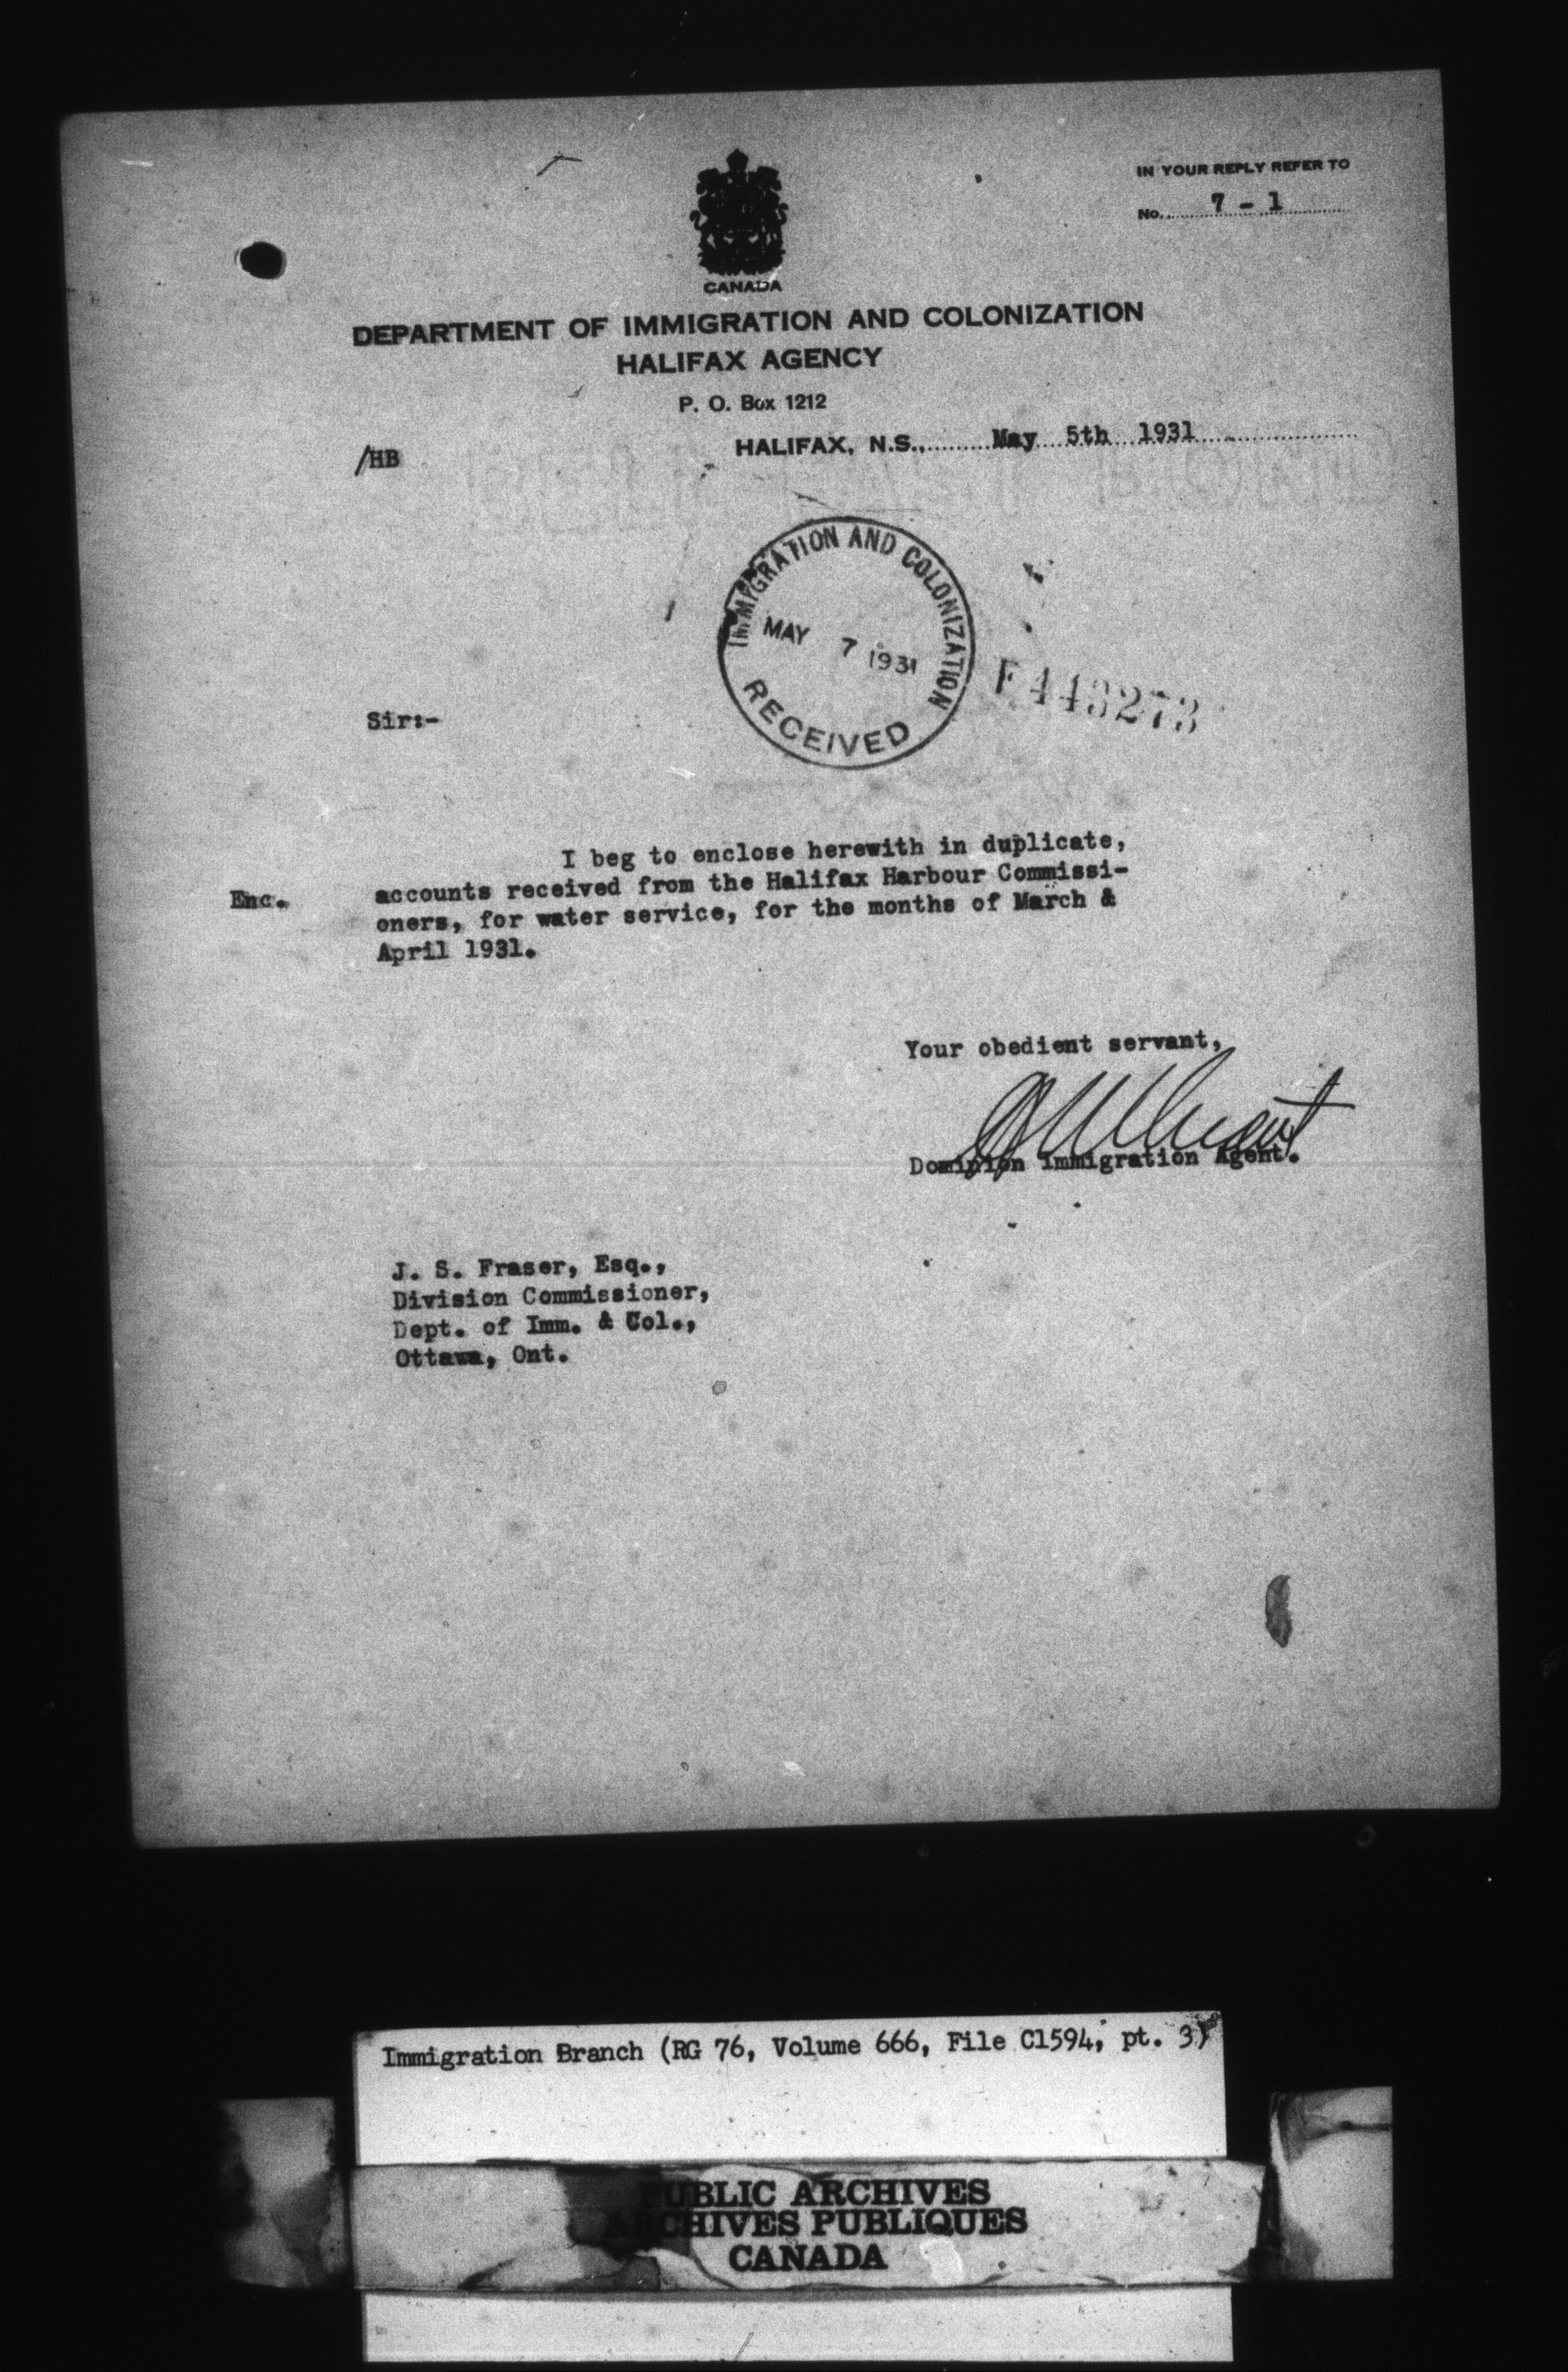 IN YOUR REPLY REFER TO
No. 7 - 1
CANADA
DEPARTMENT OF IMMIGRATION AND COLONIZATION
HALIFAX AGENCY
P. O. Box 1212
HALIFAX, N.S., May 5th 1931
/HB
IMMIGRATION AND COLONIZATION
MAY 7 1931
RECEIVED
F 443273
Sir:-
I beg to enclose herewith in duplicate,
Enc. accounts received from the Halifax Harbour Commissi-
oners, for water service, for the months of March &
April 1931.
Your obedient servant,
Dominion Immigration Agent.
J. S. Fraser, Esq.,
Division Commissioner,
Dept. of Imm. & Col.,
Ottawa, Ont.
Immigration Branch (RG 76, Volume 666, File C1594, pt. 3)
PUBLIC ARCHIVES
ARCHIVES PUBLIQUES
CANADA